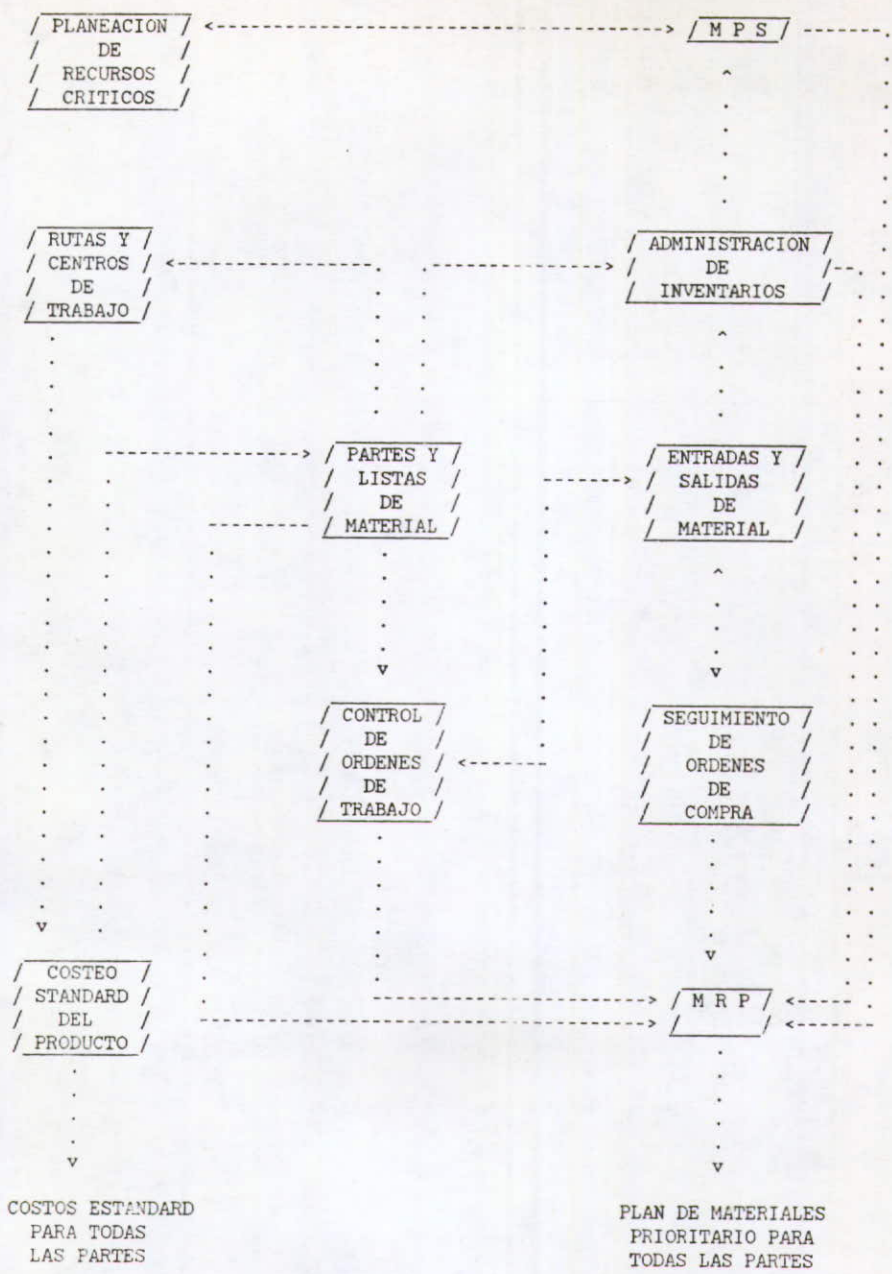 PLANEACION
DE
RECURSOS
CRITICOS
M P S
RUTAS Y
CENTROS
DE
TRABAJO
ADMINISTRACION
DE
INVENTARIOS
PARTES Y
LISTAS
DE
MATERIAL
ENTRADAS Y
SALIDAS
DE
MATERIAL
CONTROL
DE
ORDENES
DE
TRABAJO
SEGUIMIENTO
DE
ORDENES
DE
COMPRA
COSTEO
STANDARD
DEL
PRODUCTO
M R P
COSTOS ESTANDARD
PARA TODAS
LAS PARTES
PLAN DE MATERIALES
PRIORITARIO PARA
TODAS LAS PARTES